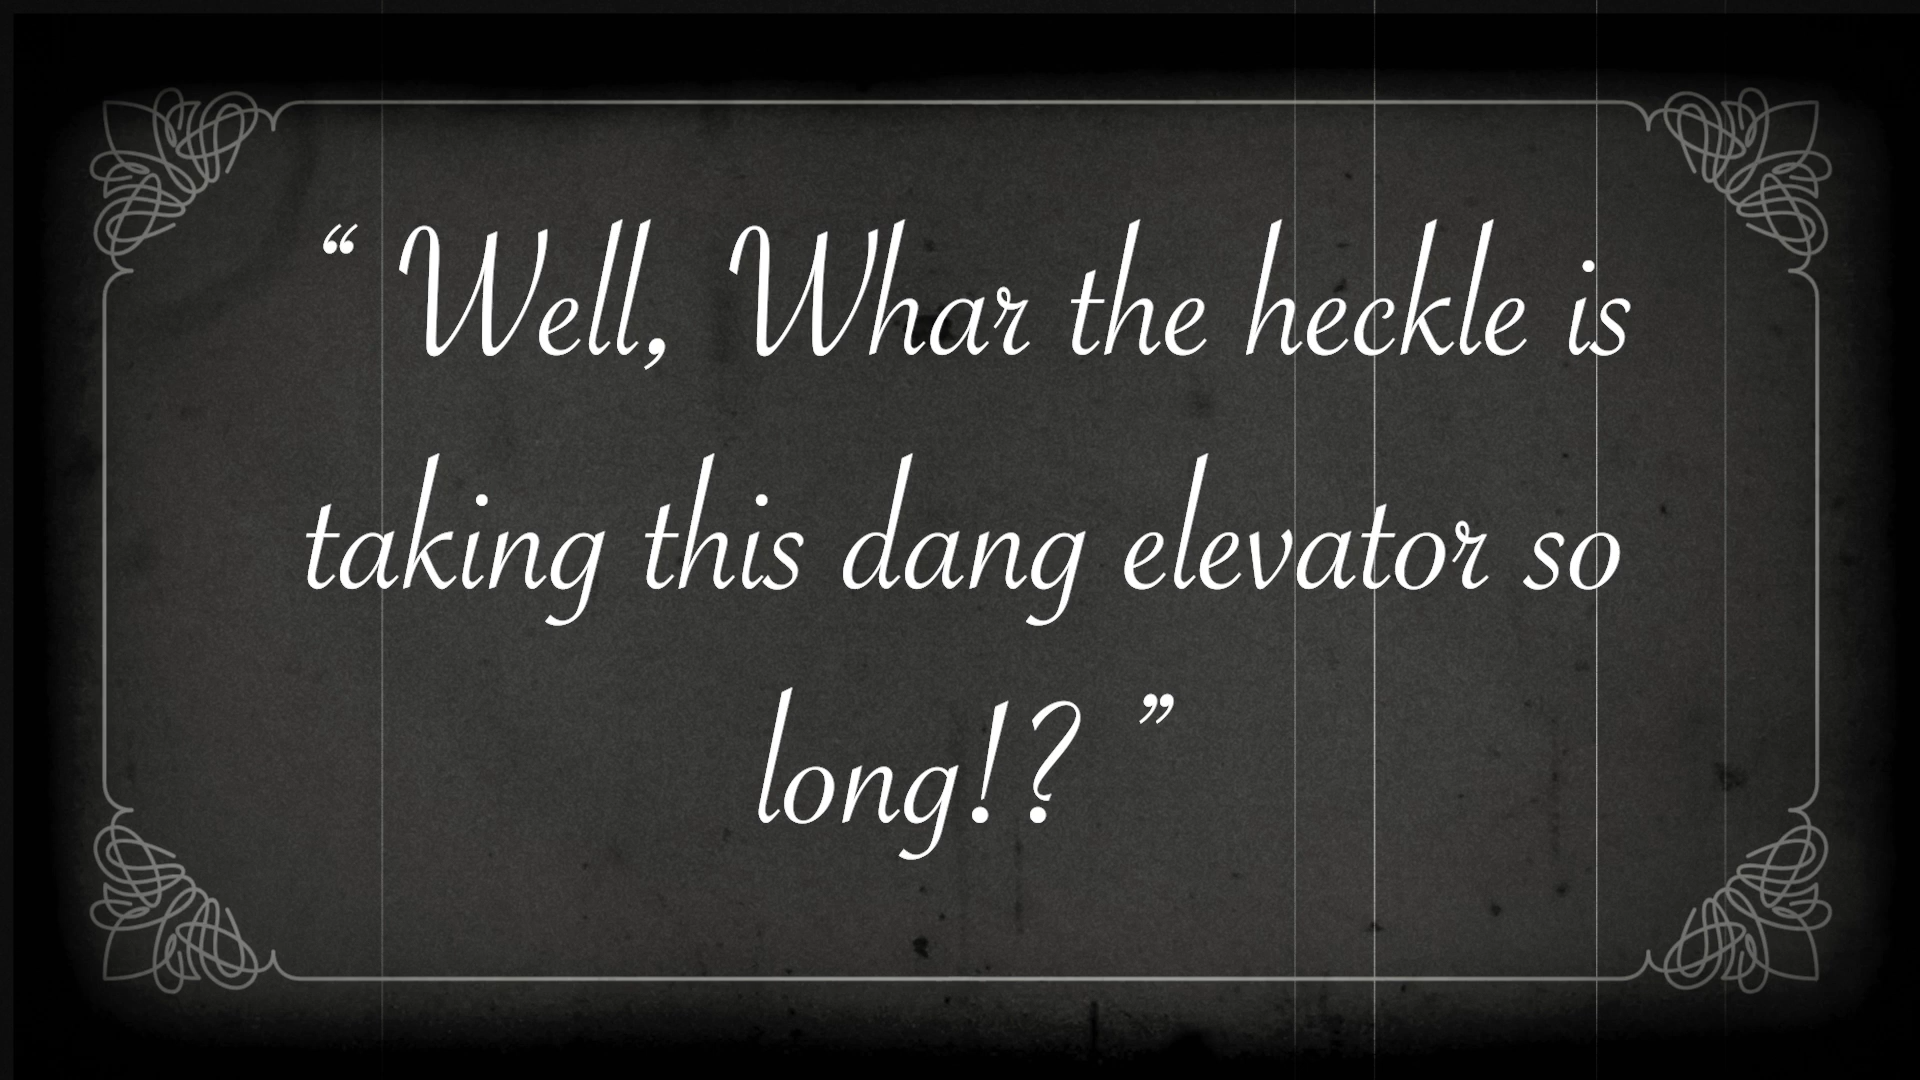 “ Well, Whar the heckle is
taking this dang elevator so
long!? ”